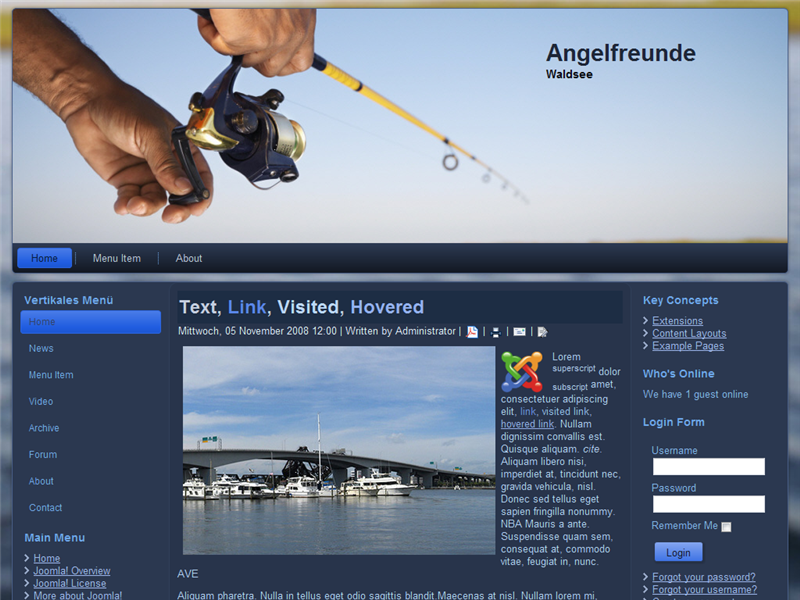 Angelfreunde
Waldsee
Home
Menu Item
About
Vertikales Menü
Home
News
Menu Item
Video
Archive
Forum
About
Contact
Main Menu
Home
Joomla! Overview
Joomla! License
More about Joomla!
Text, Link, Visited, Hovered
Mittwoch, 05 November 2008 12:00 | Written by Administrator |
Lorem
superscript dolor
subscript amet,
consectetuer adipiscing
elit, link, visited link,
hovered link. Nullam
dignissim convallis est.
Quisque aliquam. cite.
Aliquam libero nisi,
imperdiet at, tincidunt nec,
gravida vehicula, nisl.
Donec sed tellus eget
sapien fringilla nonummy.
NBA Mauris a ante.
Suspendisse quam sem,
consequat at, commodo
vitae, feugiat in, nunc.
AVE
Aliquam pharetra. Nulla in tellus eget odio sagittis blandit.Maecenas at nisl. Nullam lorem mi,
Key Concepts
Extensions
Content Layouts
Example Pages
Who's Online
We have 1 guest online
Login Form
Username
Password
Remember Me
Login
Forgot your password?
Forgot your username?